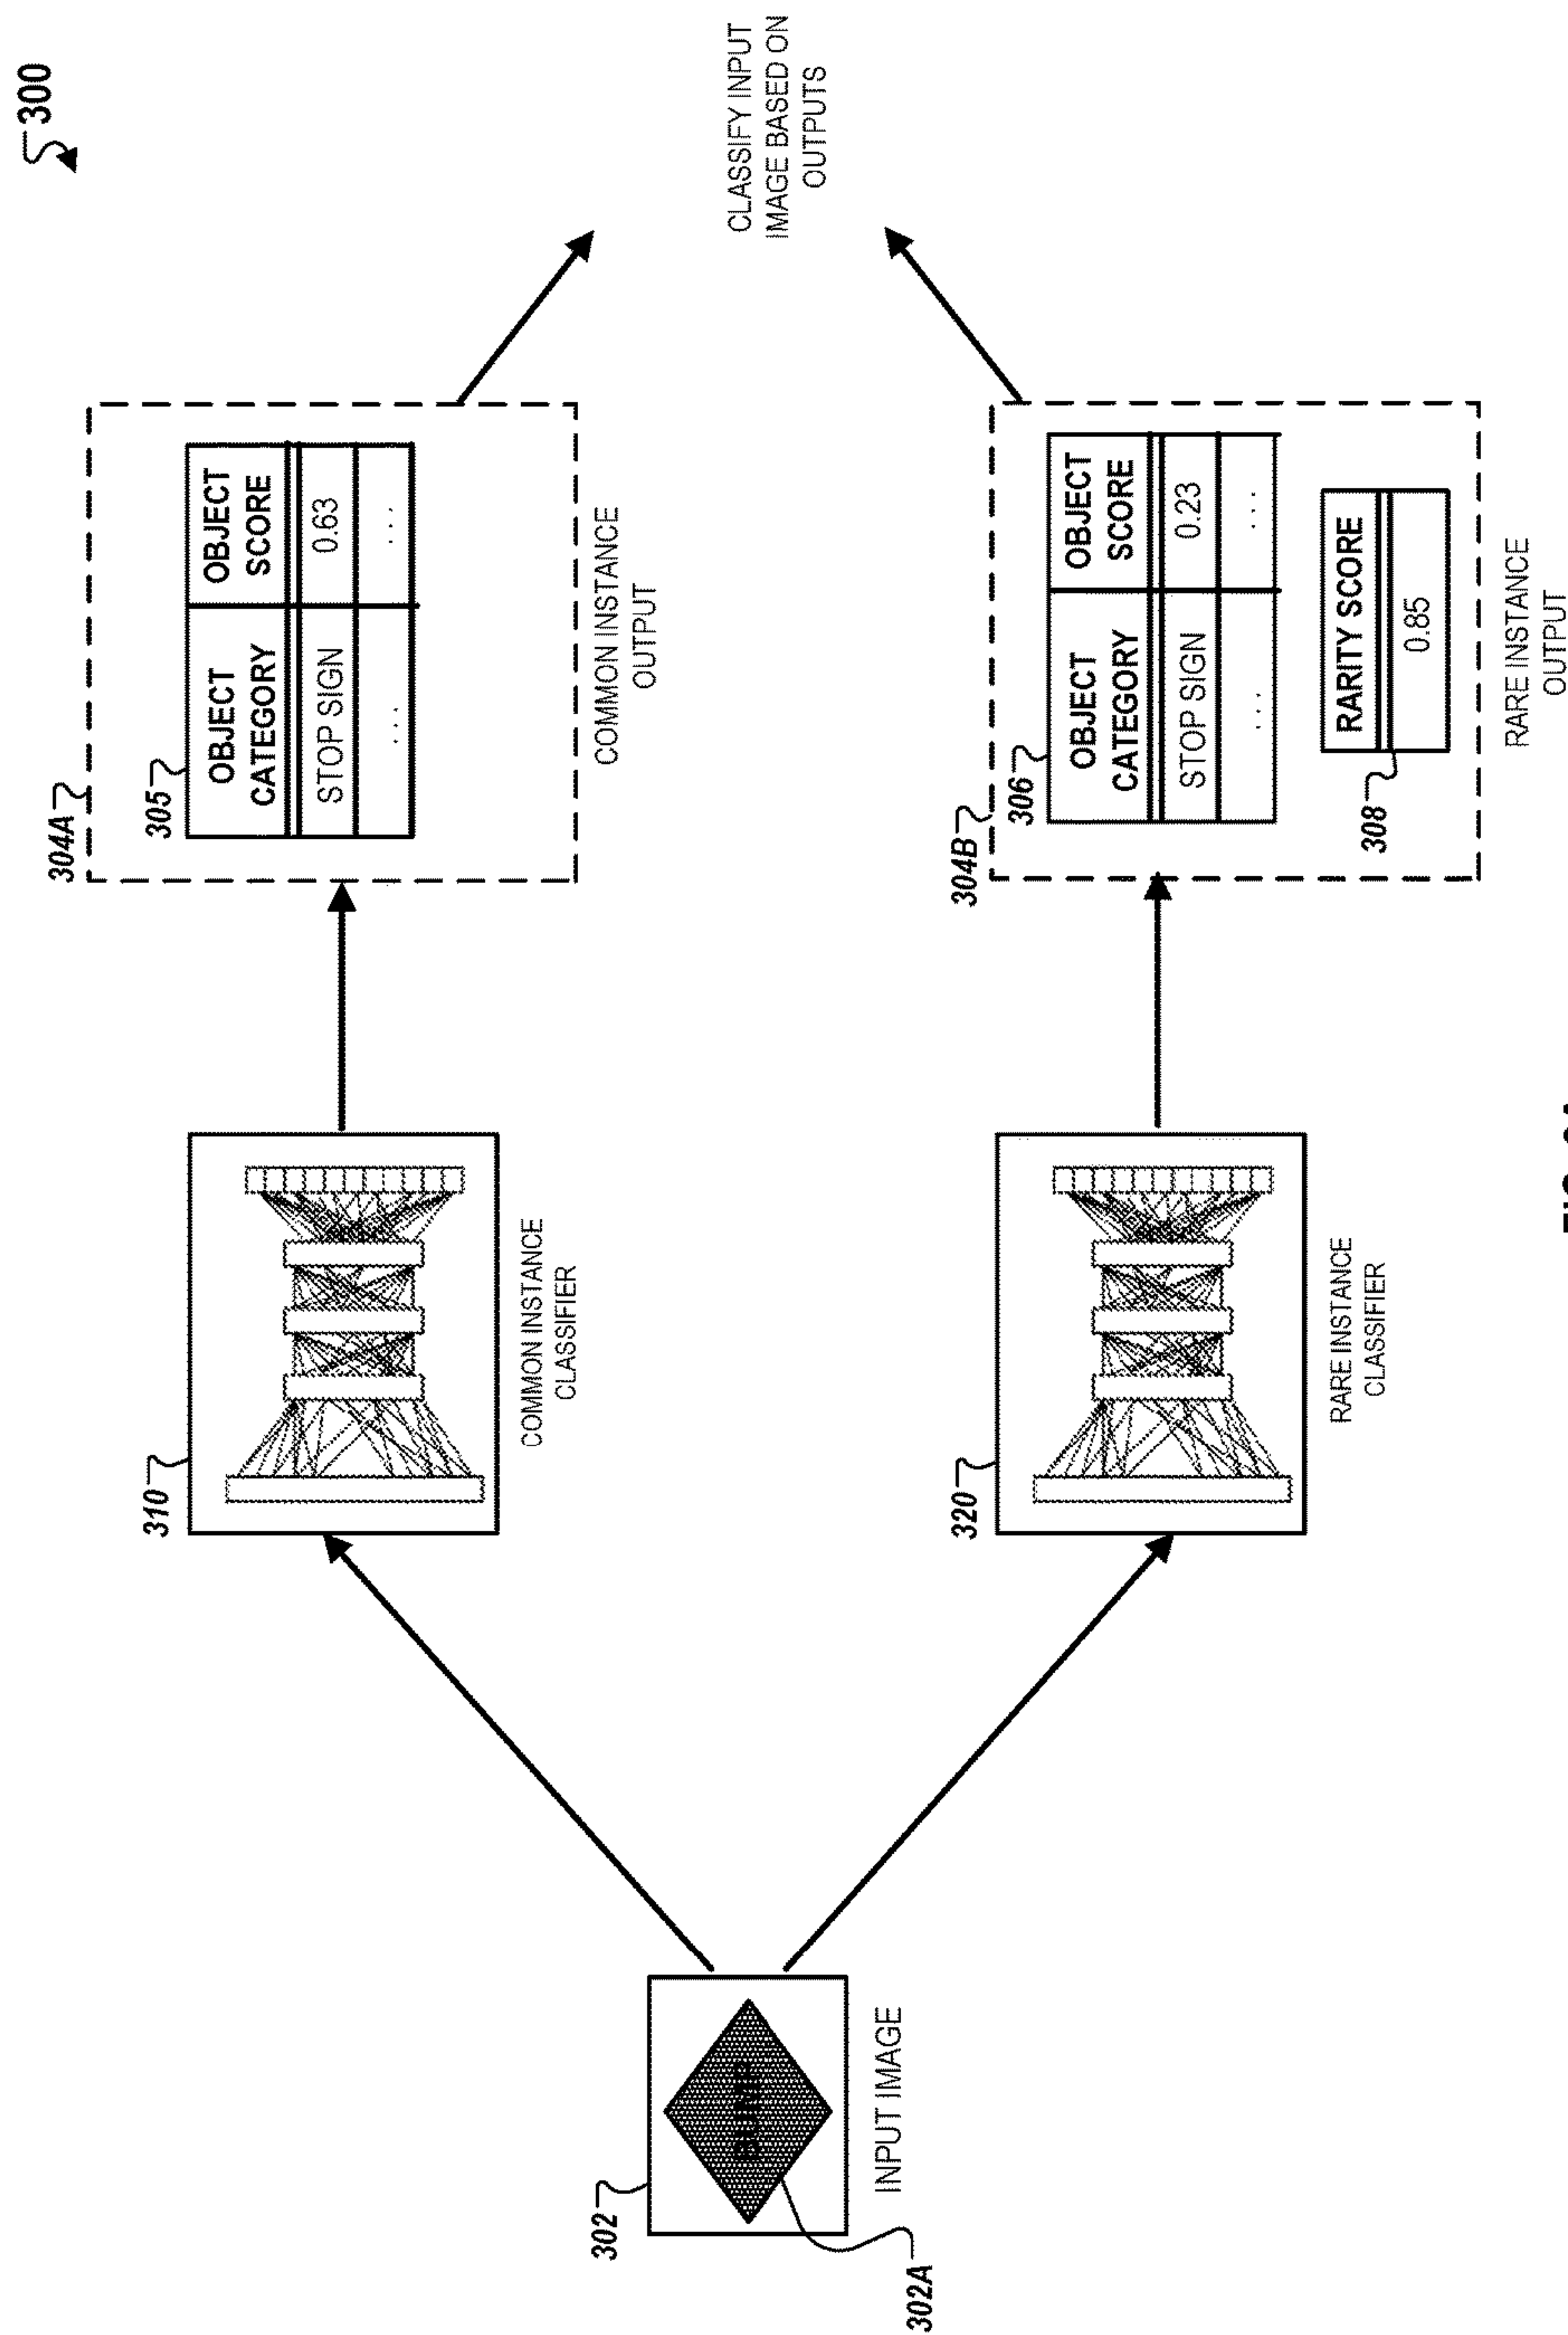 300
302
BUMP
302A
INPUT IMAGE
310
COMMON INSTANCE
CLASSIFIER
320
RARE INSTANCE
CLASSIFIER
304A
305
OBJECT CATEGORY OBJECT SCORE
STOP SIGN 0.63
... ...
COMMON INSTANCE
OUTPUT
304B
306
OBJECT CATEGORY OBJECT SCORE
STOP SIGN 0.23
... ...
308
RARITY SCORE
0.85
RARE INSTANCE
OUTPUT
CLASSIFY INPUT
IMAGE BASED ON
OUTPUTS